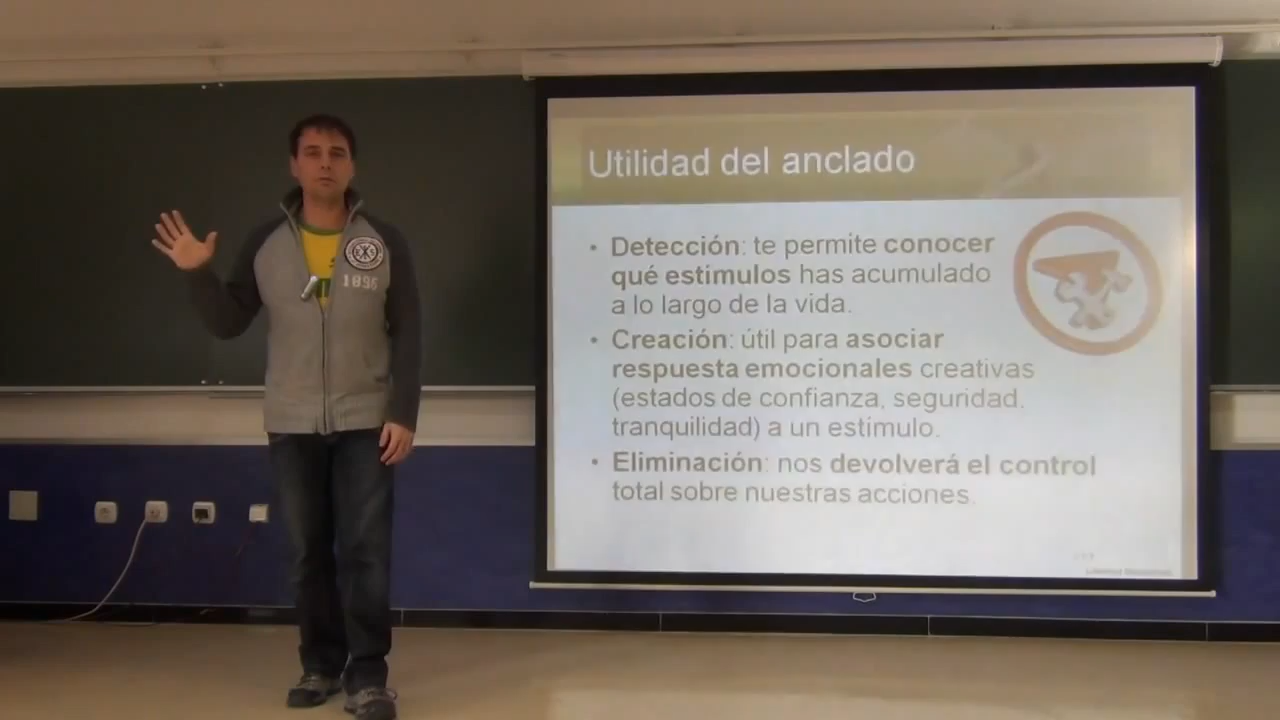 Utilidad del anclado
• Detección: te permite conocer
qué estimulos has acumulado
a lo largo de la vida.
• Creación: útil para asociar
respuesta emocionales creativas
(estados de confianza, seguridad,
tranquilidad) a un estímulo.
• Eliminación: nos devolverá el control
total sobre nuestras acciones.
1896